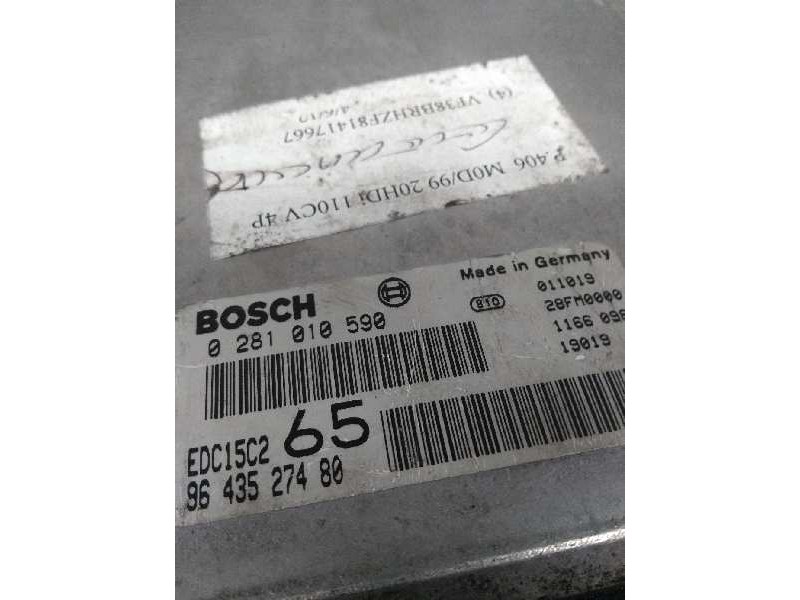 P.406 MOD/99 20HDi 110CV 4P
(4) VF38BRHZF81417667
BOSCH
Made in Germany
0 281 010 590
810
011019
28FM0000
1166 096
19019
65
EDC15C2
96 435 274 80